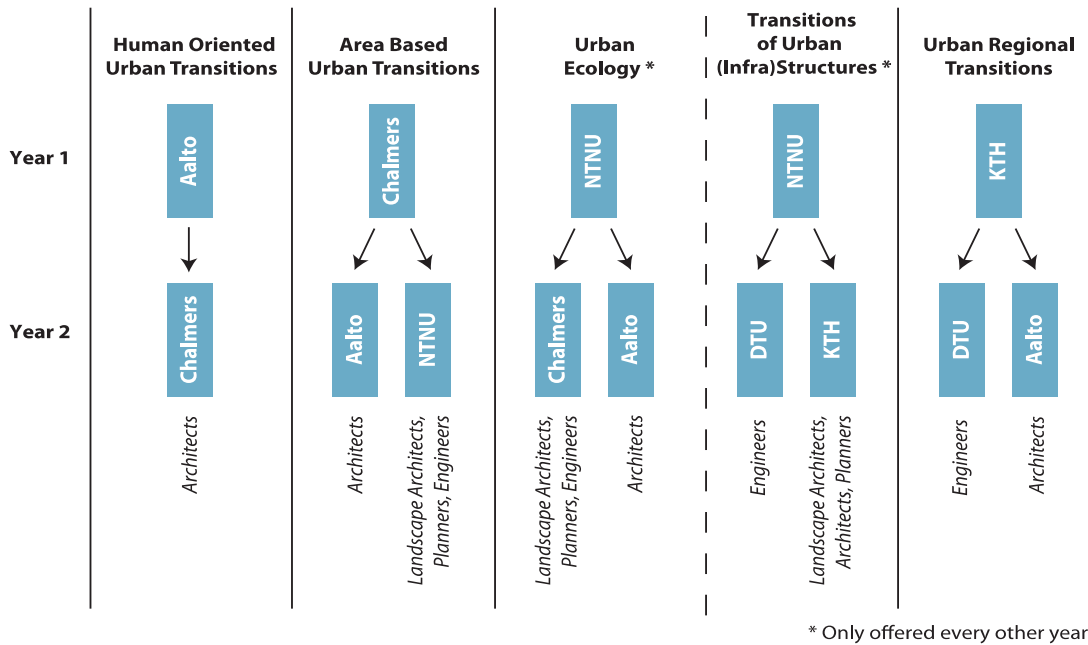 Human Oriented
Urban Transitions
Area Based
Urban Transitions
Urban
Ecology *
Transitions
of Urban
(Infra)Structures *
Urban Regional
Transitions
Year 1
Aalto
Chalmers
NTNU
NTNU
KTH
Year 2
Chalmers
Aalto
NTNU
Chalmers
Aalto
DTU
KTH
DTU
Aalto
Architects
Architects
Landscape Architects,
Planners, Engineers
Landscape Architects,
Planners, Engineers
Architects
Engineers
Landscape Architects,
Architects, Planners
Engineers
Architects
* Only offered every other year